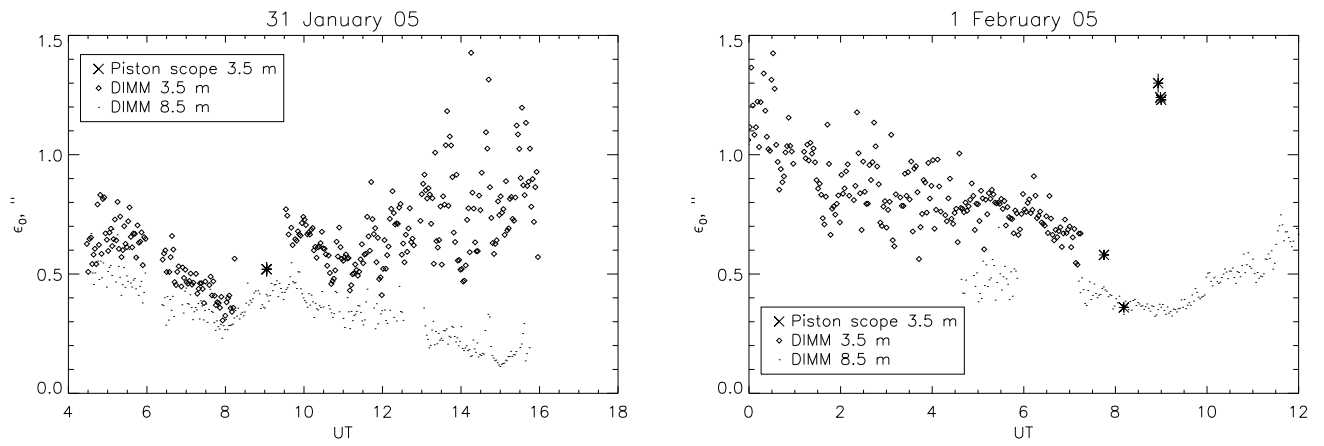 31 January 05
1.5
1.0
0.5
0.0
ε0, "
Piston scope 3.5 m
DIMM 3.5 m
DIMM 8.5 m
4 6 8 10 12 14 16 18
UT
1 February 05
1.5
1.0
0.5
0.0
ε0, "
Piston scope 3.5 m
DIMM 3.5 m
DIMM 8.5 m
0 2 4 6 8 10 12
UT